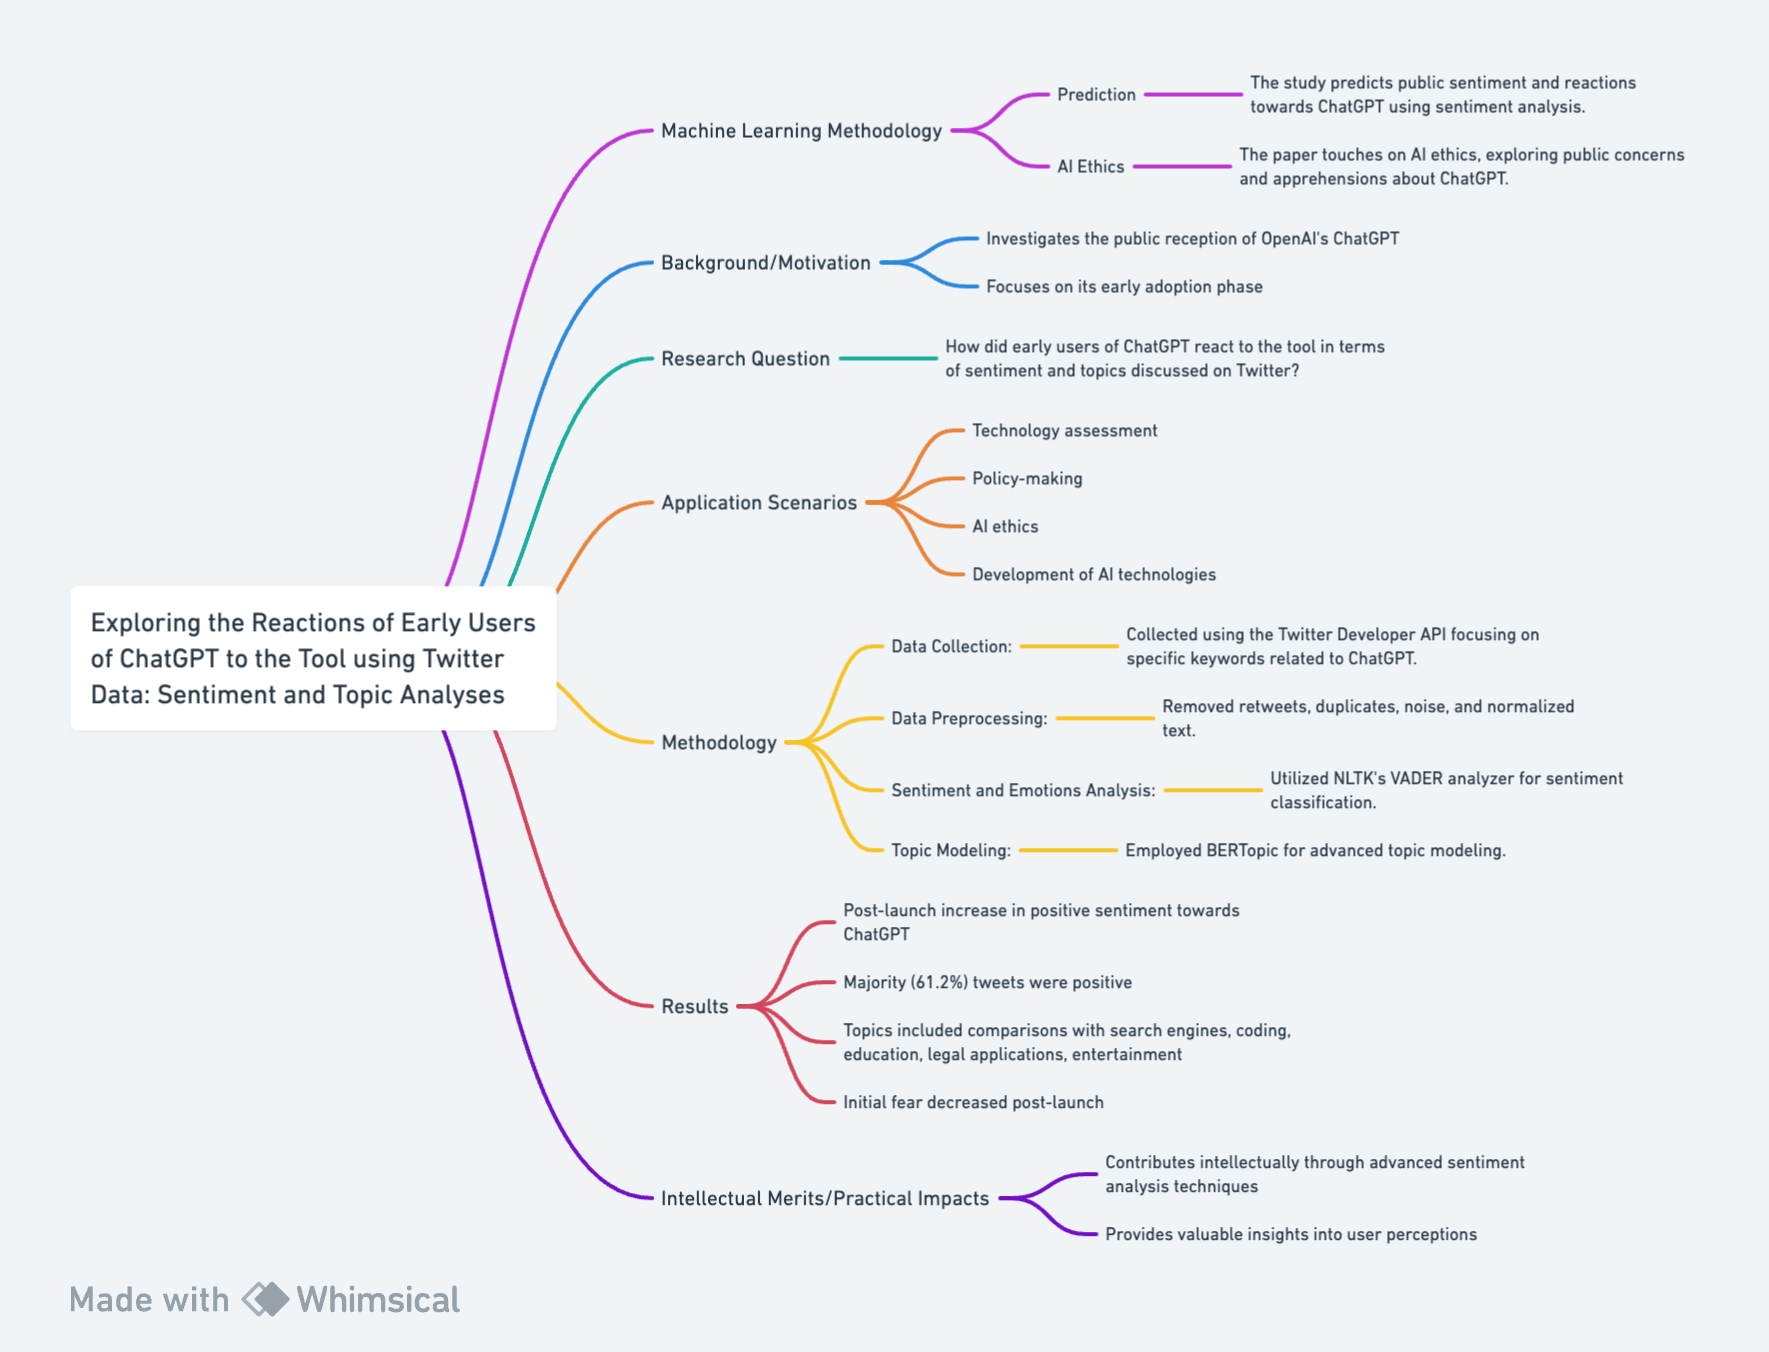 Prediction
The study predicts public sentiment and reactions
towards ChatGPT using sentiment analysis.
Machine Learning Methodology
AI Ethics
The paper touches on AI ethics, exploring public concerns
and apprehensions about ChatGPT.
Background/Motivation
Investigates the public reception of OpenAI's ChatGPT
Focuses on its early adoption phase
Research Question
How did early users of ChatGPT react to the tool in terms
of sentiment and topics discussed on Twitter?
Application Scenarios
Technology assessment
Policy-making
AI ethics
Development of AI technologies
Exploring the Reactions of Early Users
of ChatGPT to the Tool using Twitter
Data: Sentiment and Topic Analyses
Methodology
Data Collection:
Collected using the Twitter Developer API focusing on
specific keywords related to ChatGPT.
Data Preprocessing:
Removed retweets, duplicates, noise, and normalized
text.
Sentiment and Emotions Analysis:
Utilized NLTK's VADER analyzer for sentiment
classification.
Topic Modeling:
Employed BERTopic for advanced topic modeling.
Results
Post-launch increase in positive sentiment towards
ChatGPT
Majority (61.2%) tweets were positive
Topics included comparisons with search engines, coding,
education, legal applications, entertainment
Initial fear decreased post-launch
Intellectual Merits/Practical Impacts
Contributes intellectually through advanced sentiment
analysis techniques
Provides valuable insights into user perceptions
Made with Whimsical